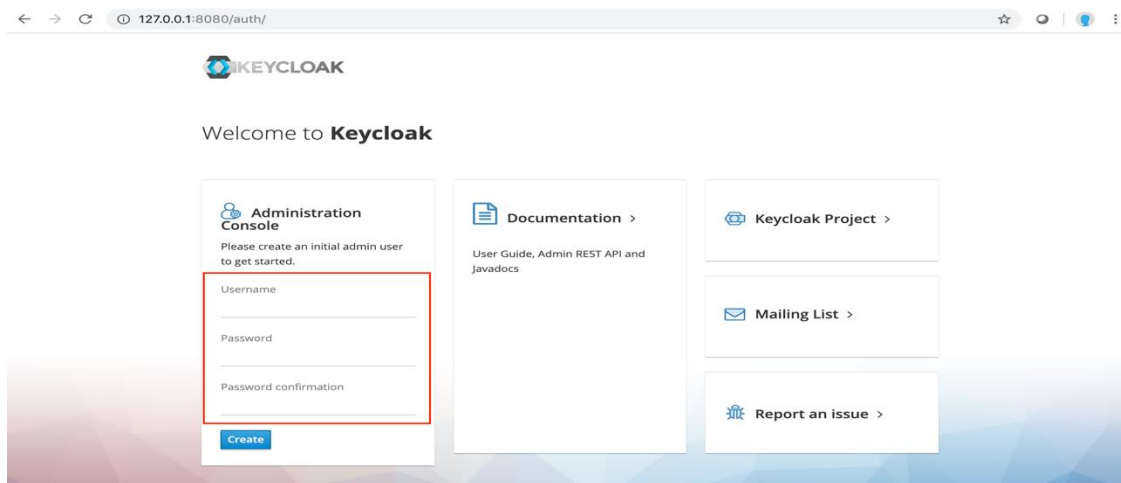 127.0.0.1:8080/auth/
KEYCLOAK
Welcome to Keycloak
Administration
Console
Please create an initial admin user
to get started.
Username
Password
Password confirmation
Create
Documation >
User Guide, Admin REST API and
Javadocs
Keycloak Project >
Mailing List >
Report an issue >